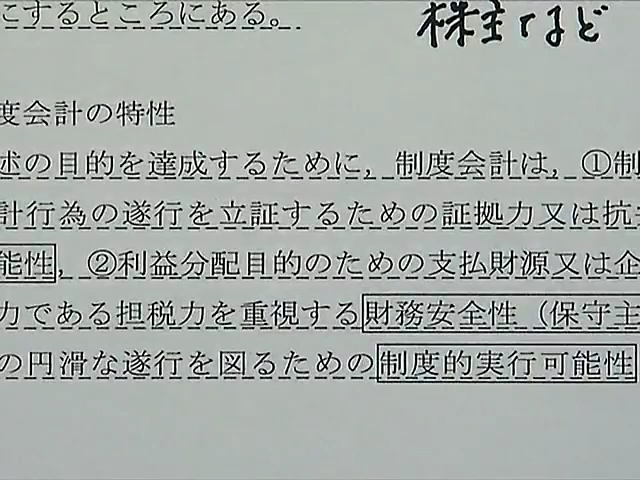 にするところにある。
株主など
度会計の特性
述の目的を達成するために，制度会計は，①制
計行為の遂行を立証するための証拠力又は抗
能性，②利益分配目的のための支払財源又は企
力である担税力を重視する財務安全性（保守主
の円滑な遂行を図るための制度的実行可能性